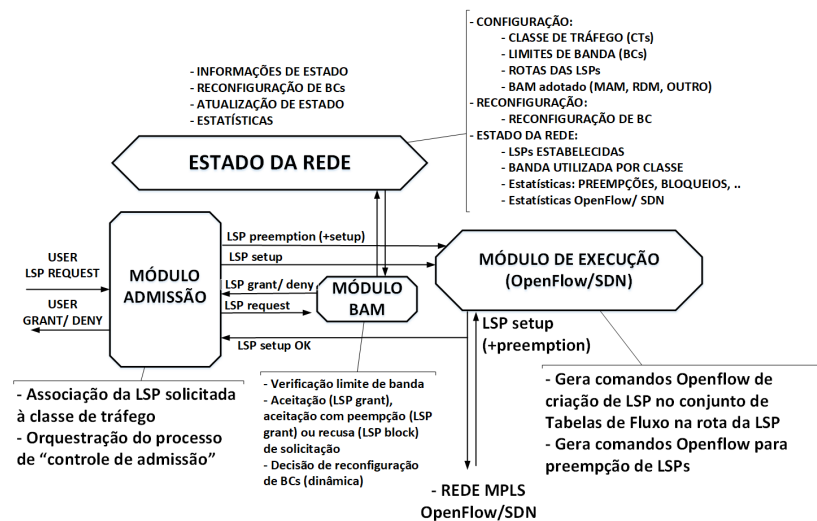 - CONFIGURAÇÃO:
- CLASSE DE TRÁFEGO (CTs)
- LIMITES DE BANDA (BCs)
- ROTAS DAS LSPs
- BAM adotado (MAM, RDM, OUTRO)
- RECONFIGURAÇÃO:
- RECONFIGURAÇÃO DE BC
- ESTADO DA REDE:
- LSPs ESTABELECIDAS
- BANDA UTILIZADA POR CLASSE
- Estatísticas: PREEMPÇÕES, BLOQUEIOS, ..
- Estatísticas OpenFlow/ SDN
- INFORMAÇÕES DE ESTADO
- RECONFIGURAÇÃO DE BCs
- ATUALIZAÇÃO DE ESTADO
- ESTATÍSTICAS
ESTADO DA REDE
USER
LSP REQUEST
USER
GRANT/ DENY
MÓDULO
ADMISSÃO
LSP preemption (+setup)
LSP setup
LSP grant/ deny
LSP request
LSP setup OK
MÓDULO
BAM
MÓDULO DE EXECUÇÃO
(OpenFlow/SDN)
LSP setup
(+preemption)
- Associação da LSP solicitada
à classe de tráfego
- Orquestração do processo
de “controle de admissão”
- Verificação limite de banda
- Aceitação (LSP grant),
aceitação com peempção (LSP
grant) ou recusa (LSP block)
de solicitação
- Decisão de reconfiguração
de BCs (dinâmica)
- Gera comandos Openflow de
criação de LSP no conjunto de
Tabelas de Fluxo na rota da LSP
- Gera comandos Openflow para
preempção de LSPs
- REDE MPLS
OpenFlow/SDN